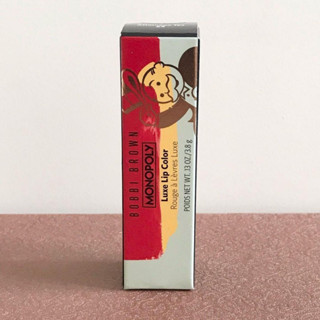 BOBBI BROWN
MONOPOLY
Luxe Lip Color
Rouge à Lèvres Luxe
POIDS NET WT. .13 OZ./3.8 g